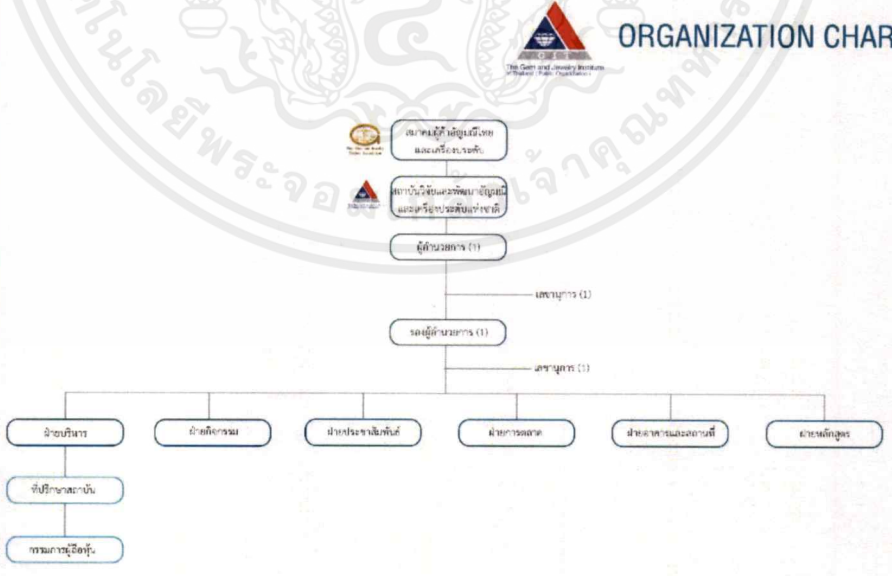 ORGANIZATION CHAR
G I T
The Gem and Jewelry Institute
of Thailand (Public Organization)
สมาคมผู้ค้าอัญมณีไทย
และเครื่องประดับ
สถาบันวิจัยและพัฒนาอัญมณี
และเครื่องประดับแห่งชาติ
ผู้อำนวยการ (1)
เลขานุการ (1)
รองผู้อำนวยการ (1)
เลขานุการ (1)
ฝ่ายบริหาร
ฝ่ายกิจกรรม
ฝ่ายประชาสัมพันธ์
ฝ่ายการตลาด
ฝ่ายอาคารและสถานที่
ฝ่ายหลักสูตร
ที่ปรึกษาสถาบัน
กรรมการผู้ถือหุ้น